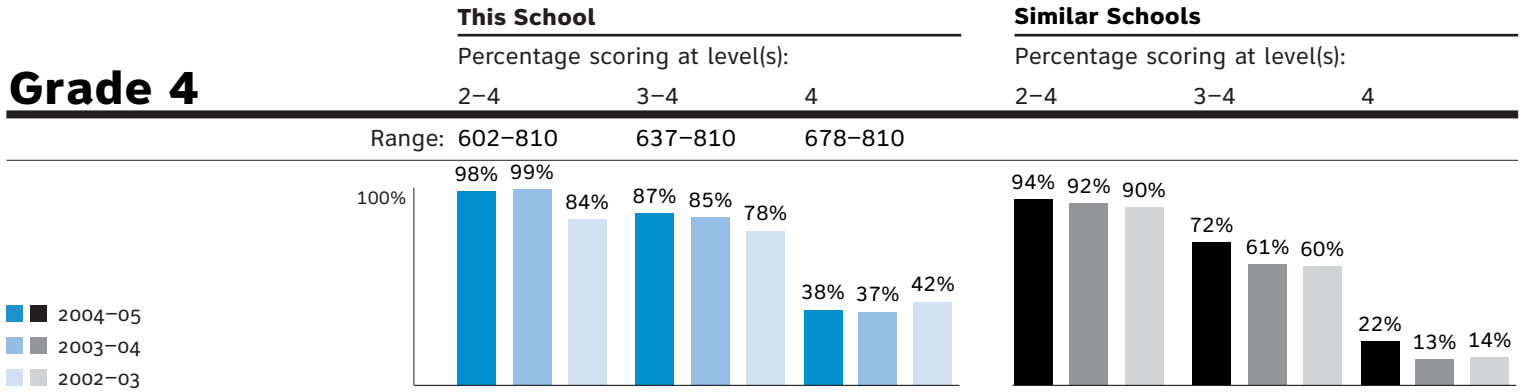 This School Similar Schools
Percentage scoring at level(s): Percentage scoring at level(s):
Grade 4 2–4 3–4 4 2–4 3–4 4
Range: 602–810 637–810 678–810
98% 99% 84% 87% 85% 78% 38% 37% 42% 94% 92% 90% 72% 61% 60% 22% 13% 14%
100%
2004–05
2003–04
2002–03